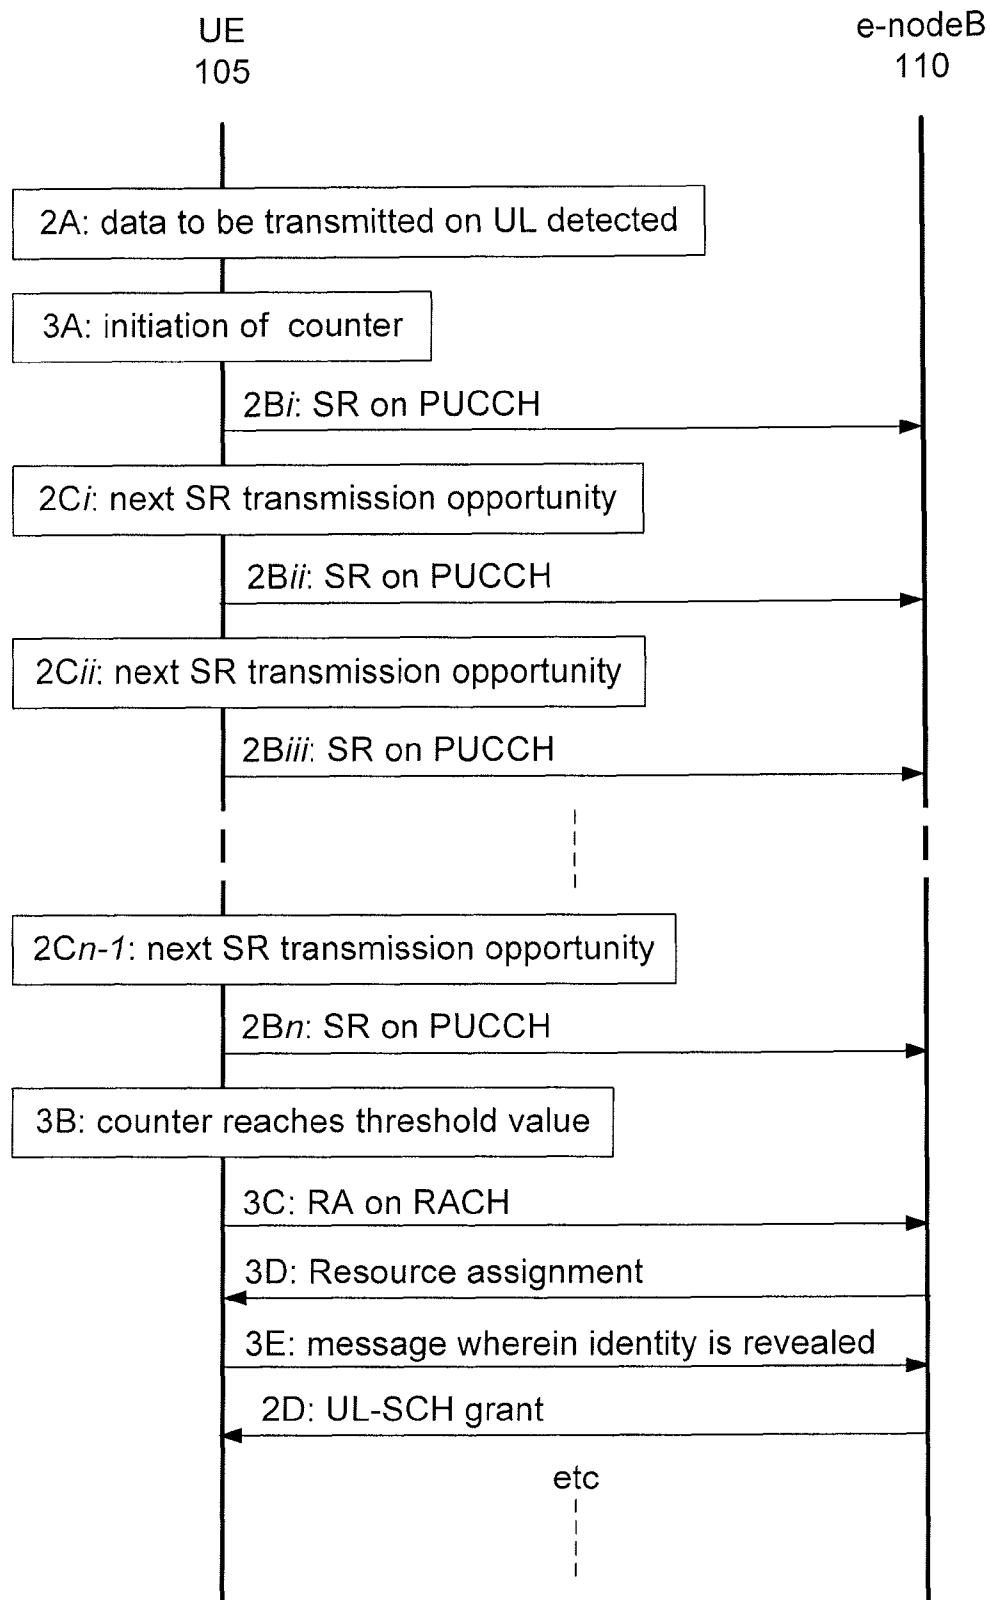 UE
105
e-nodeB
110
2A: data to be transmitted on UL detected
3A: initiation of counter
2Bi: SR on PUCCH
2Ci: next SR transmission opportunity
2Bii: SR on PUCCH
2Cii: next SR transmission opportunity
2Biii: SR on PUCCH
2Cn-1: next SR transmission opportunity
2Bn: SR on PUCCH
3B: counter reaches threshold value
3C: RA on RACH
3D: Resource assignment
3E: message wherein identity is revealed
2D: UL-SCH grant
etc